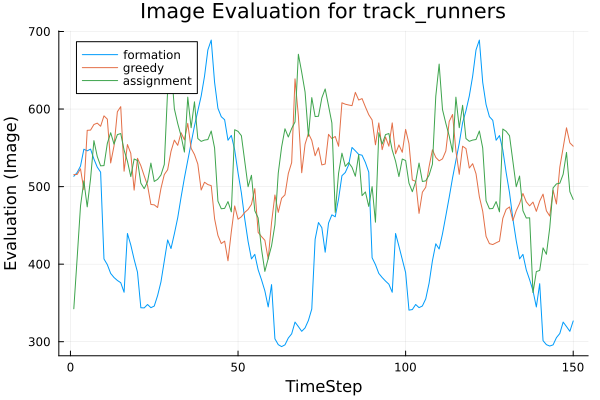 Image Evaluation for track_runners
formation
greedy
assignment
Evaluation (Image)
700
600
500
400
300
0
50
100
150
TimeStep